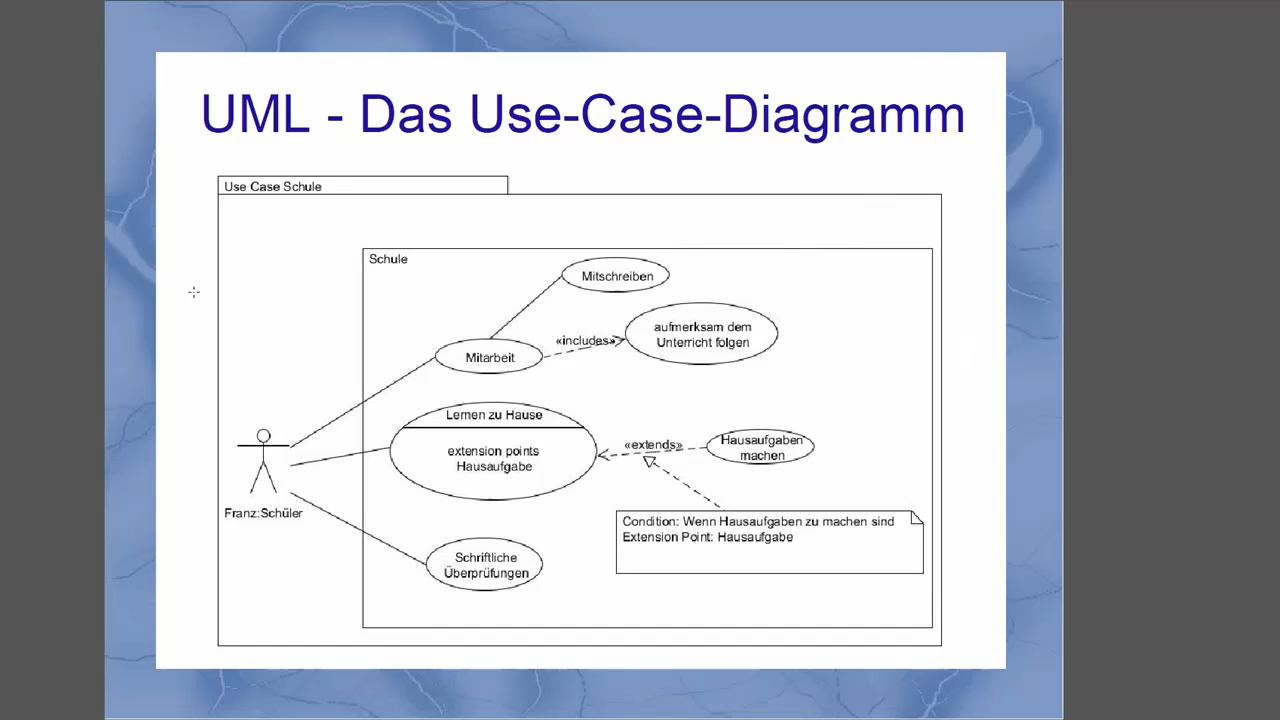 UML - Das Use-Case-Diagramm
Use Case Schule
Schule
Mitschreiben
aufmerksam dem
Unterricht folgen
«includes»
Mitarbeit
Lernen zu Hause
extension points
Hausaufgabe
«extends»
Hausaufgaben
machen
Franz:Schüler
Condition: Wenn Hausaufgaben zu machen sind
Extension Point: Hausaufgabe
Schriftliche
Überprüfungen